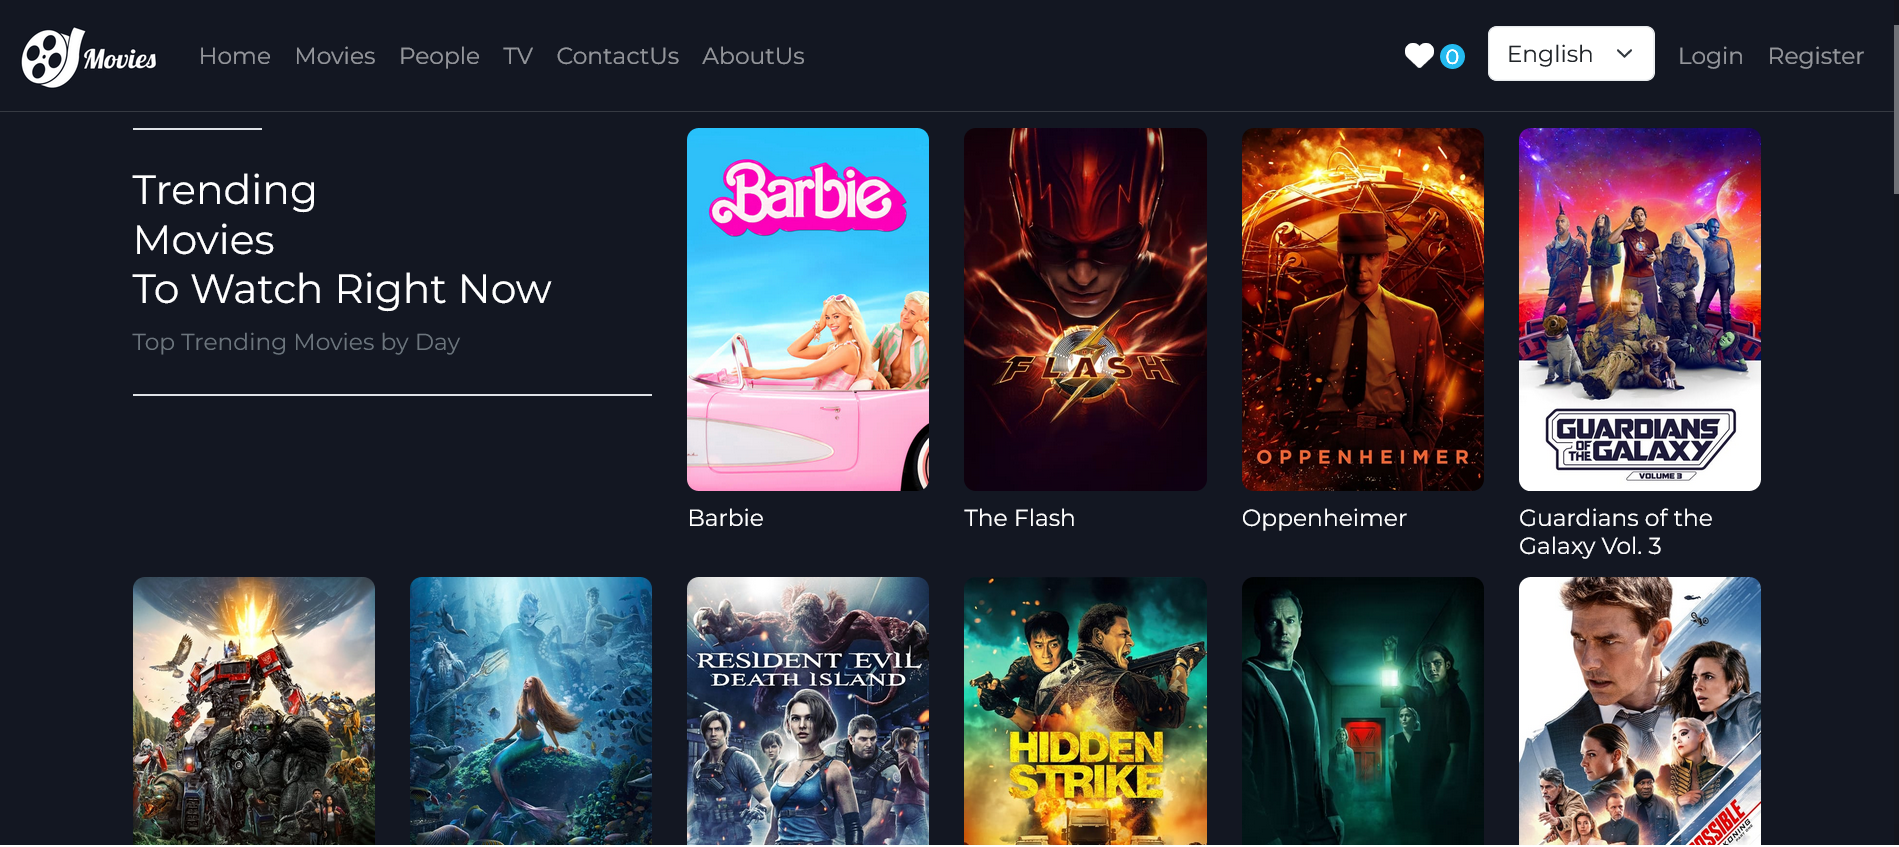 Movies
Home Movies People TV ContactUs AboutUs
0
English
Login Register
Trending
Movies
To Watch Right Now
Top Trending Movies by Day
Barbie
FLASH
OPPENHEIMER
GUARDIANS
OF THE GALAXY
VOLUME 3
Barbie
The Flash
Oppenheimer
Guardians of the
Galaxy Vol. 3
RESIDENT EVIL
DEATH ISLAND
HIDDEN
STRIKE